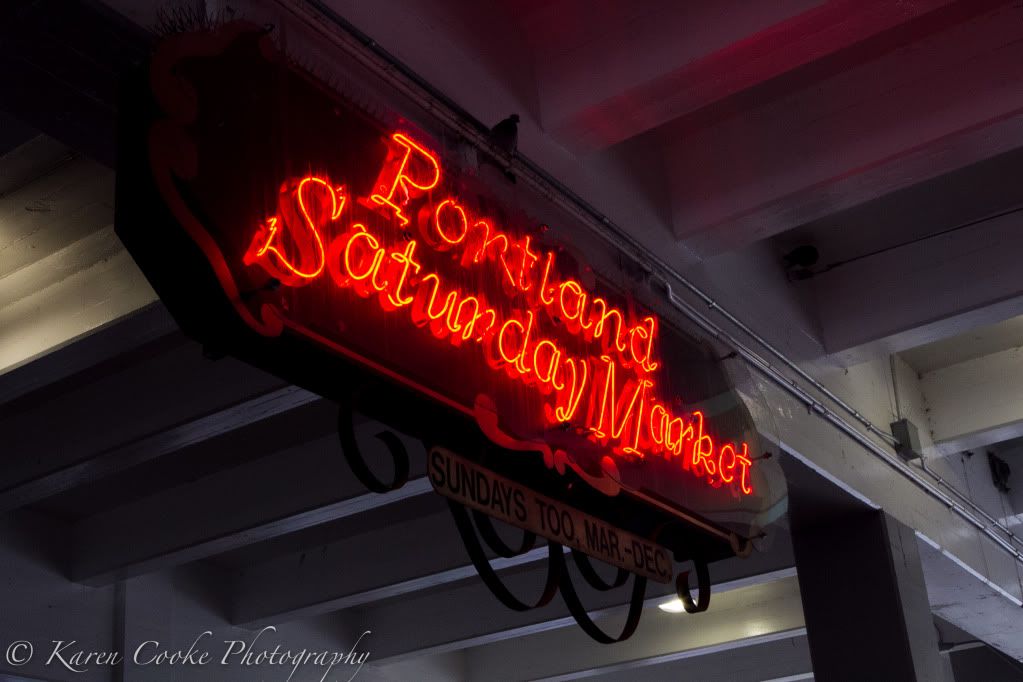 Portland
Saturday Market
SUNDAYS TOO, MAR.-DEC.
© Karen Cooke Photography